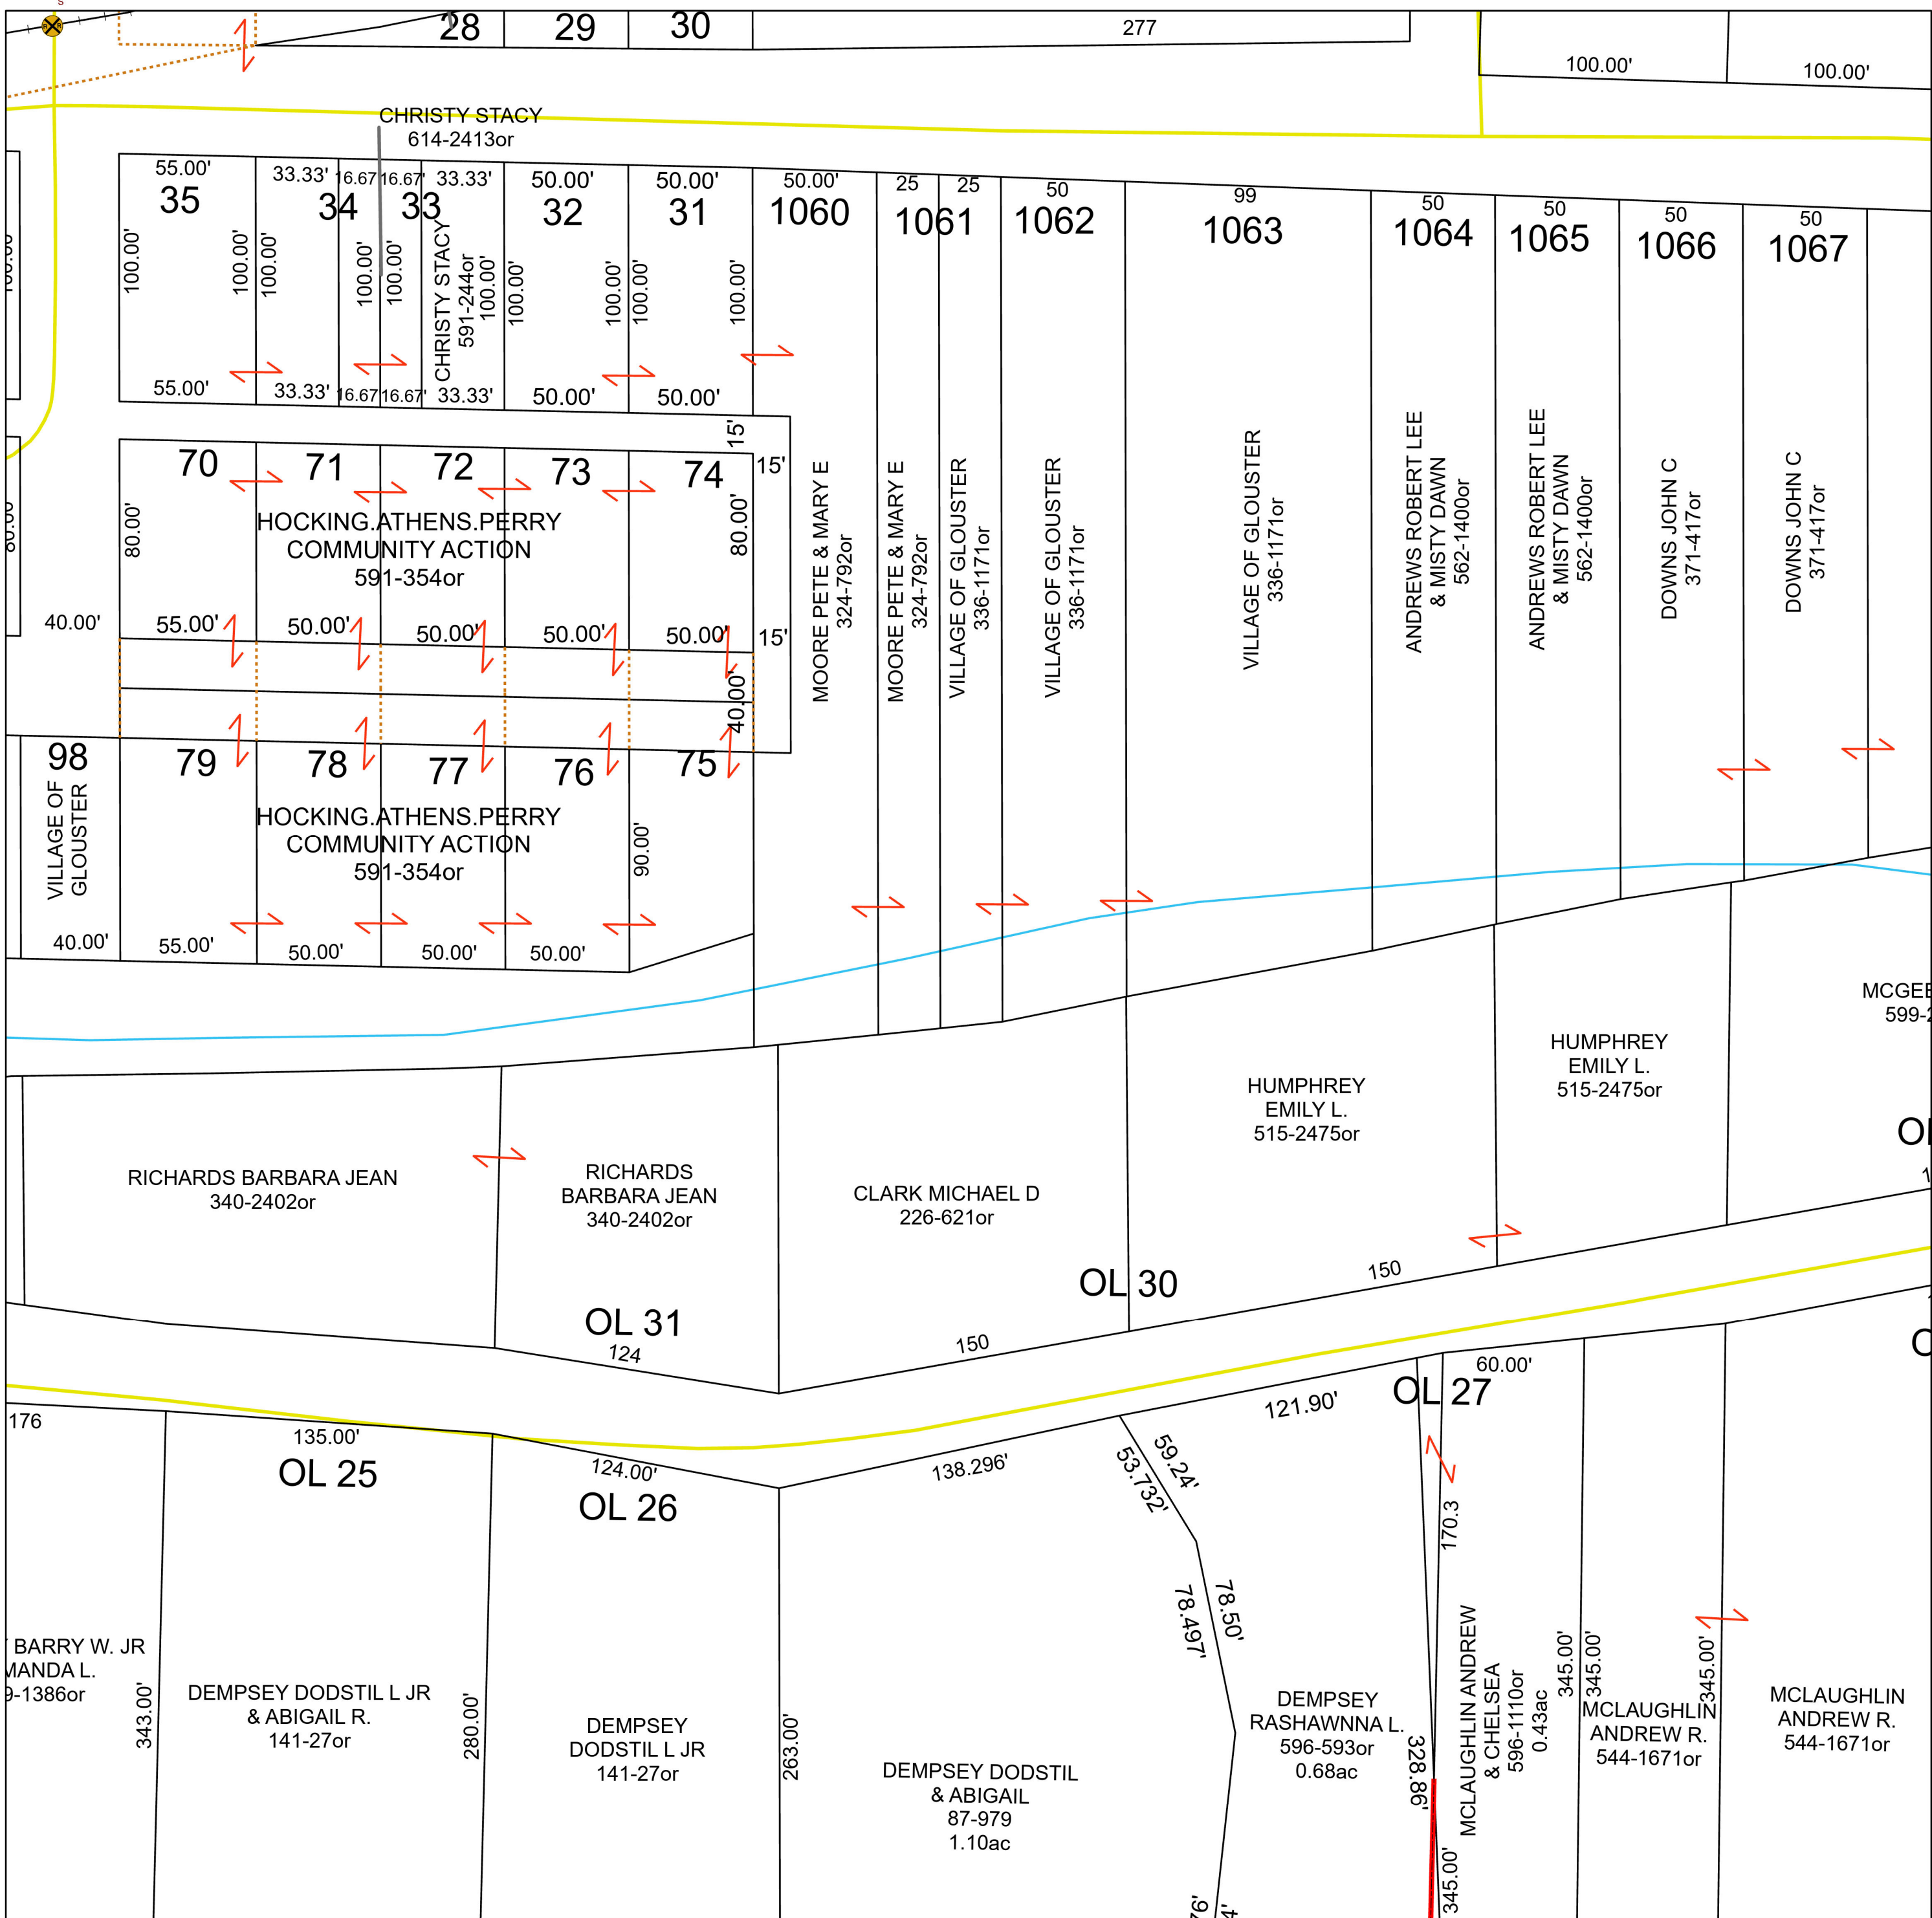 S
28
29
30
277
100.00'
100.00'
CHRISTY STACY
614-2413or
55.00'
33.33'
16.67'
16.67'
33.33'
50.00'
50.00'
50.00'
25
25
50
99
50
50
50
50
35
34
33
32
31
1060
1061
1062
1063
1064
1065
1066
1067
100.00'
100.00'
100.00'
100.00'
100.00'
CHRISTY STACY
591-244or
100.00'
100.00'
100.00'
100.00'
100.00'
55.00'
33.33'
16.67'
16.67'
33.33'
50.00'
50.00'
15'
15'
70
71
72
73
74
80.00'
HOCKING.ATHENS.PERRY
COMMUNITY ACTION
591-354or
80.00'
40.00'
55.00'
50.00'
50.00'
50.00'
50.00'
15'
40.00'
MOORE PETE & MARY E
324-792or
MOORE PETE & MARY E
324-792or
VILLAGE OF GLOUSTER
336-1171or
VILLAGE OF GLOUSTER
336-1171or
VILLAGE OF GLOUSTER
336-1171or
ANDREWS ROBERT LEE
& MISTY DAWN
562-1400or
ANDREWS ROBERT LEE
& MISTY DAWN
562-1400or
DOWNS JOHN C
371-417or
DOWNS JOHN C
371-417or
98
79
78
77
76
75
VILLAGE OF
GLOUSTER
HOCKING.ATHENS.PERRY
COMMUNITY ACTION
591-354or
90.00'
40.00'
55.00'
50.00'
50.00'
50.00'
MCGEE
599-2
HUMPHREY
EMILY L.
515-2475or
HUMPHREY
EMILY L.
515-2475or
RICHARDS BARBARA JEAN
340-2402or
RICHARDS
BARBARA JEAN
340-2402or
CLARK MICHAEL D
226-621or
OL 30
150
OL 31
124
150
176
135.00'
OL 25
124.00'
OL 26
138.296'
59.24'
53.732'
121.90'
60.00'
OL 27
170.3
78.50'
78.497'
BARRY W. JR
MANDA L.
9-1386or
343.00'
DEMPSEY DODSTIL L JR
& ABIGAIL R.
141-27or
280.00'
DEMPSEY
DODSTIL L JR
141-27or
263.00'
DEMPSEY DODSTIL
& ABIGAIL
87-979
1.10ac
DEMPSEY
RASHAWNNA L.
596-593or
0.68ac
328.86'
MCLAUGHLIN ANDREW
& CHELSEA
596-1110or
0.43ac
345.00'
345.00'
345.00'
345.00'
MCLAUGHLIN
ANDREW R.
544-1671or
MCLAUGHLIN
ANDREW R.
544-1671or